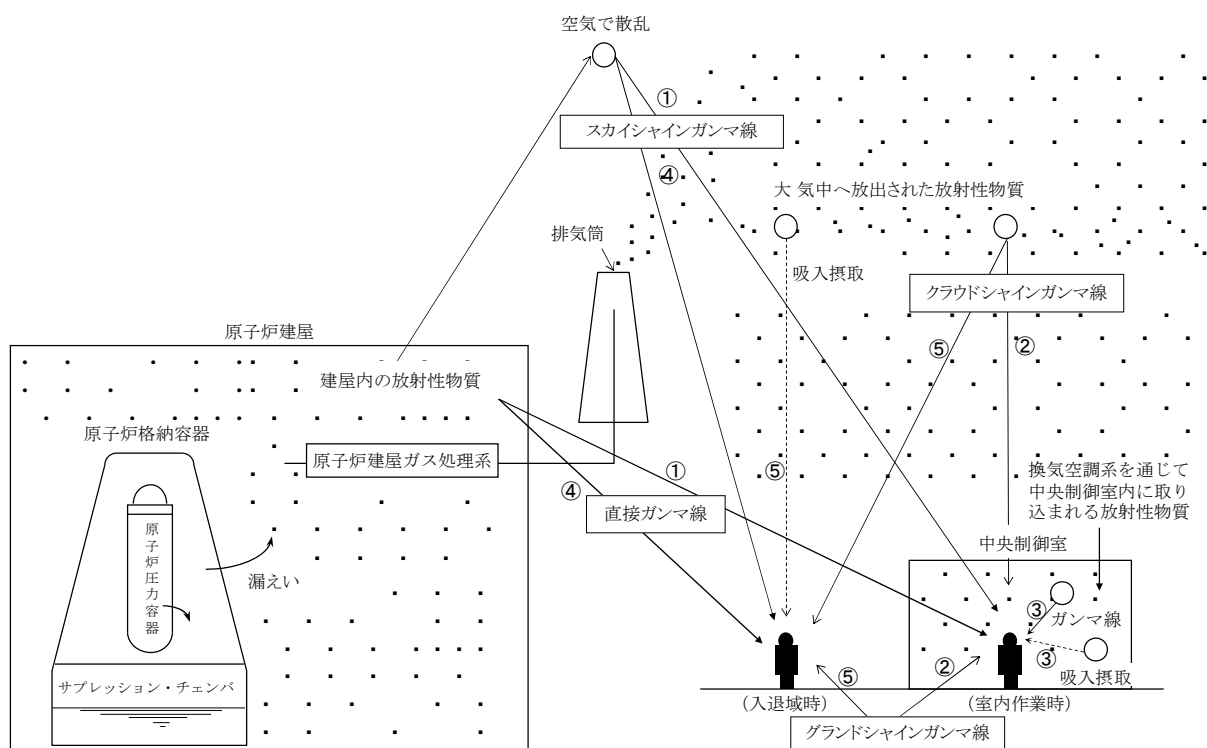 空気で散乱
①
スカイシャインガンマ線
④
大 気中へ放出された放射性物質
排気筒
吸入摂取
クラウドシャインガンマ線
原子炉建屋
⑤
②
建屋内の放射性物質
原子炉格納容器
原子炉建屋ガス処理系
①
⑤
④
直接ガンマ線
換気空調系を通じて
中央制御室内に取り
込まれる放射性物質
中央制御室
原子炉圧力容器
漏えい
③
ガンマ線
③
吸入摂取
サプレッション・チェンバ
⑤
②
(入退域時)
(室内作業時)
グランドシャインガンマ線